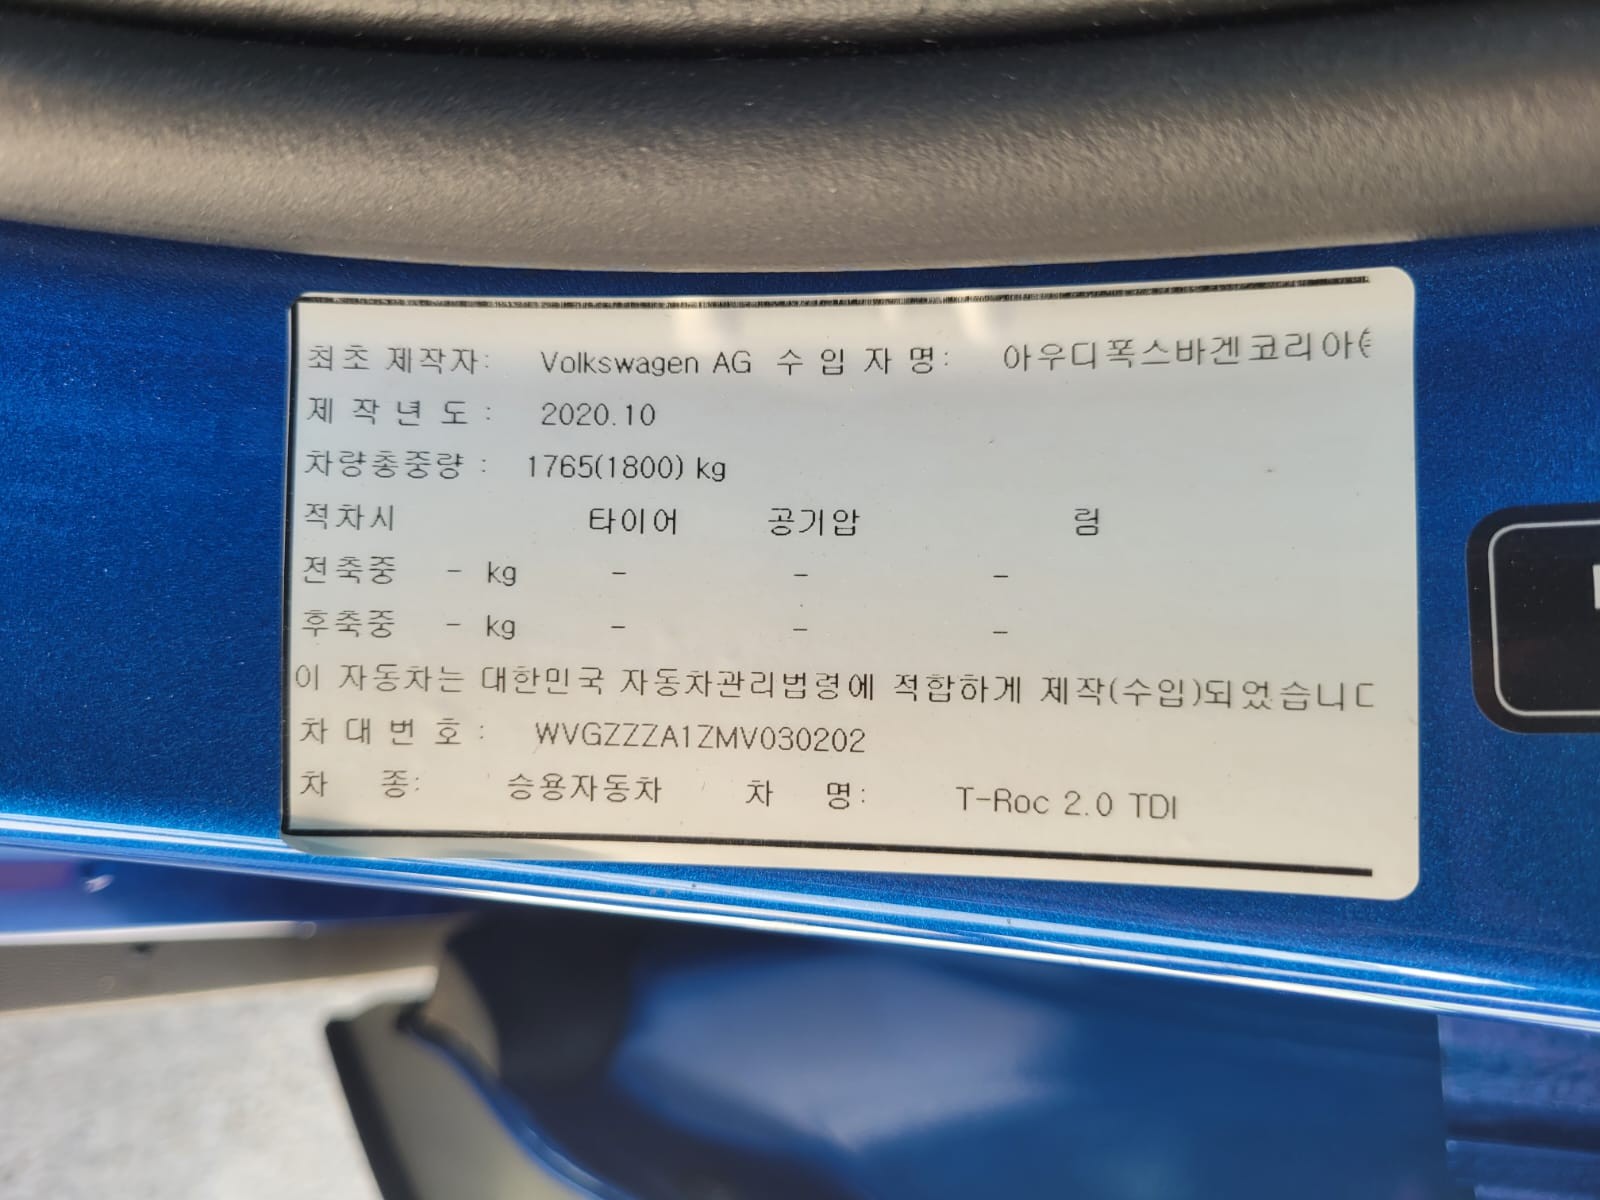 최초 제작자: Volkswagen AG 수 입 자 명: 아우디폭스바겐코리아
제 작 년 도 : 2020.10
차량총중량 : 1765(1800) kg
적차시 타이어 공기압 림
전축중 - kg - - -
후축중 - kg - - -
이 자동차는 대한민국 자동차관리법령에 적합하게 제작(수입)되었습니ㄷ
차 대 번 호 : WVGZZZA1ZMV030202
차 종: 승용자동차 차 명: T-Roc 2.0 TDI